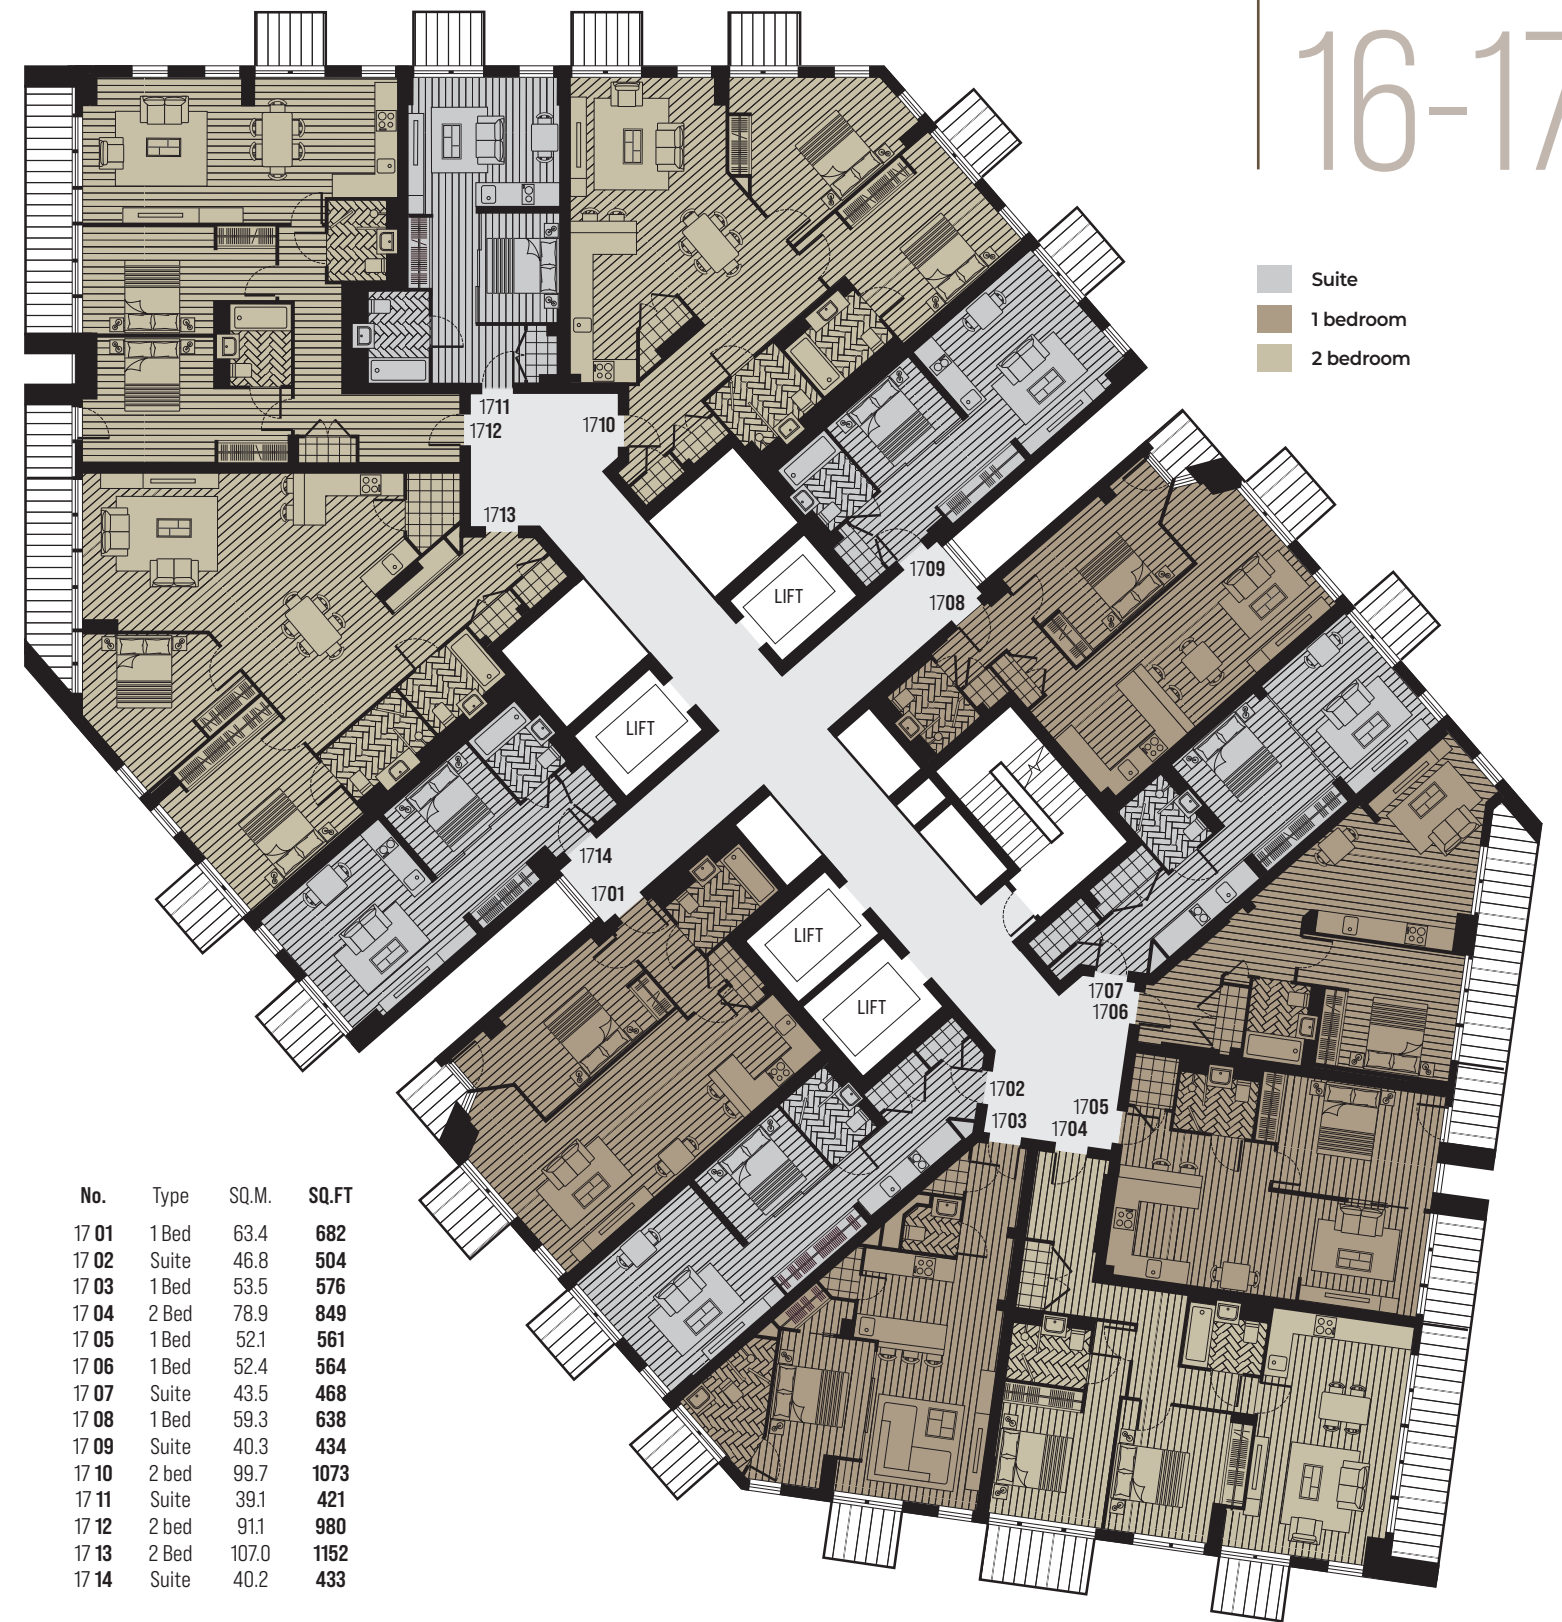 16-17
Suite
1 bedroom
2 bedroom
1711
1712
1710
1713
1709
1708
LIFT
LIFT
1714
1701
LIFT
LIFT
1707
1706
1702
1705
1703
1704
No. Type SQ.M. SQ.FT
17 01 1 Bed 63.4 682
17 02 Suite 46.8 504
17 03 1 Bed 53.5 576
17 04 2 Bed 78.9 849
17 05 1 Bed 52.1 561
17 06 1 Bed 52.4 564
17 07 Suite 43.5 468
17 08 1 Bed 59.3 638
17 09 Suite 40.3 434
17 10 2 bed 99.7 1073
17 11 Suite 39.1 421
17 12 2 bed 91.1 980
17 13 2 Bed 107.0 1152
17 14 Suite 40.2 433